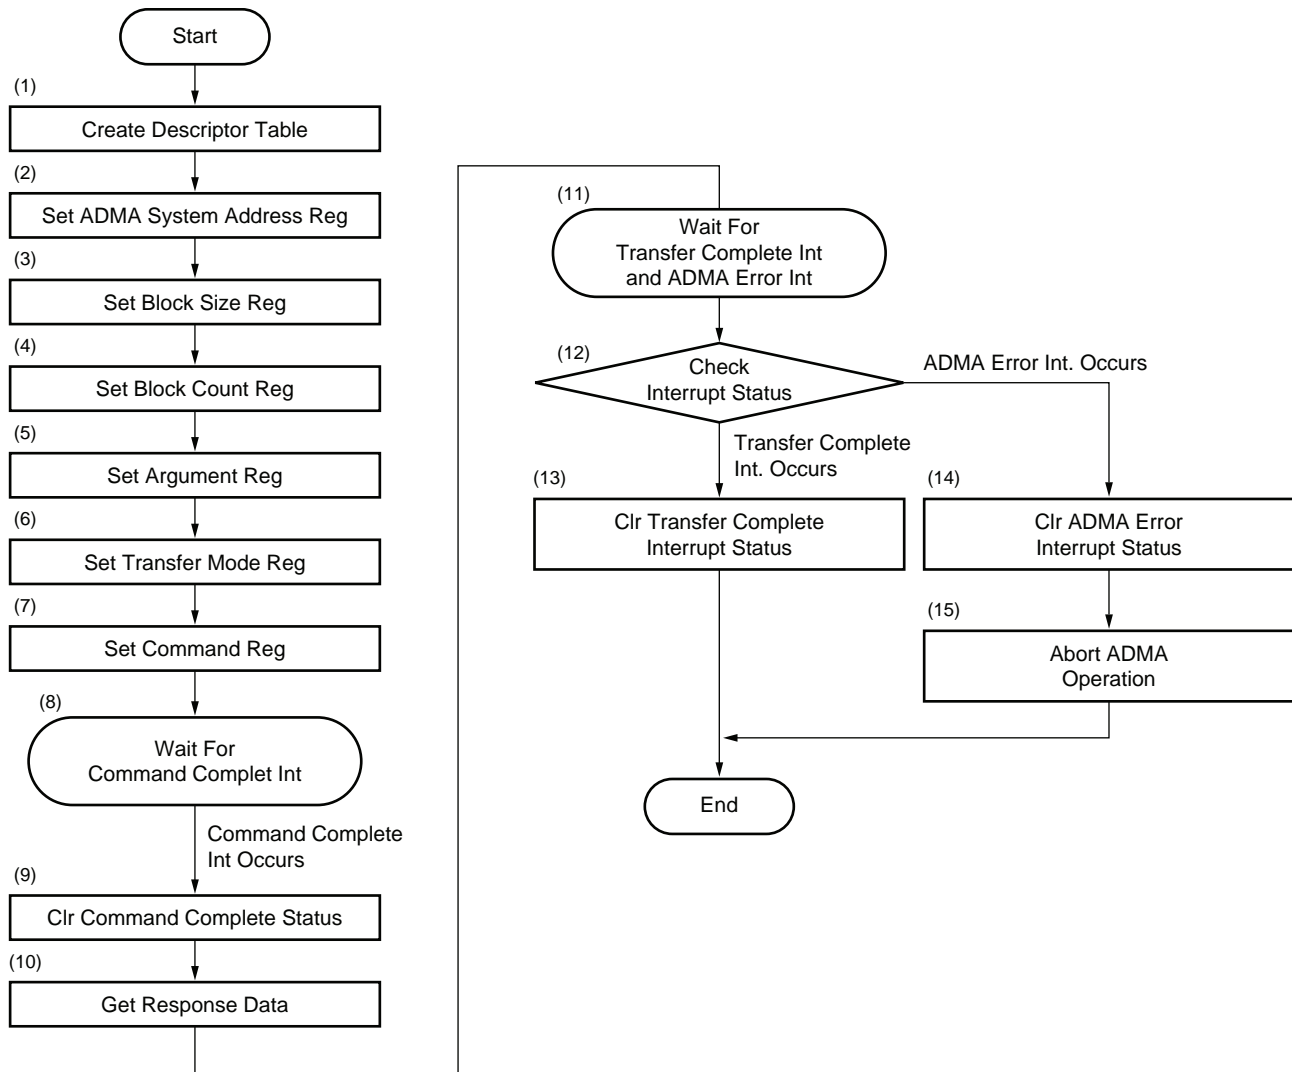 Start
(1)
Create Descriptor Table
(2)
Set ADMA System Address Reg
(3)
Set Block Size Reg
(4)
Set Block Count Reg
(5)
Set Argument Reg
(6)
Set Transfer Mode Reg
(7)
Set Command Reg
(8)
Wait For
Command Complet Int
Command Complete
Int Occurs
(9)
Clr Command Complete Status
(10)
Get Response Data
(11)
Wait For
Transfer Complete Int
and ADMA Error Int
(12)
Check
Interrupt Status
ADMA Error Int. Occurs
Transfer Complete
Int. Occurs
(13)
Clr Transfer Complete
Interrupt Status
(14)
Clr ADMA Error
Interrupt Status
(15)
Abort ADMA
Operation
End